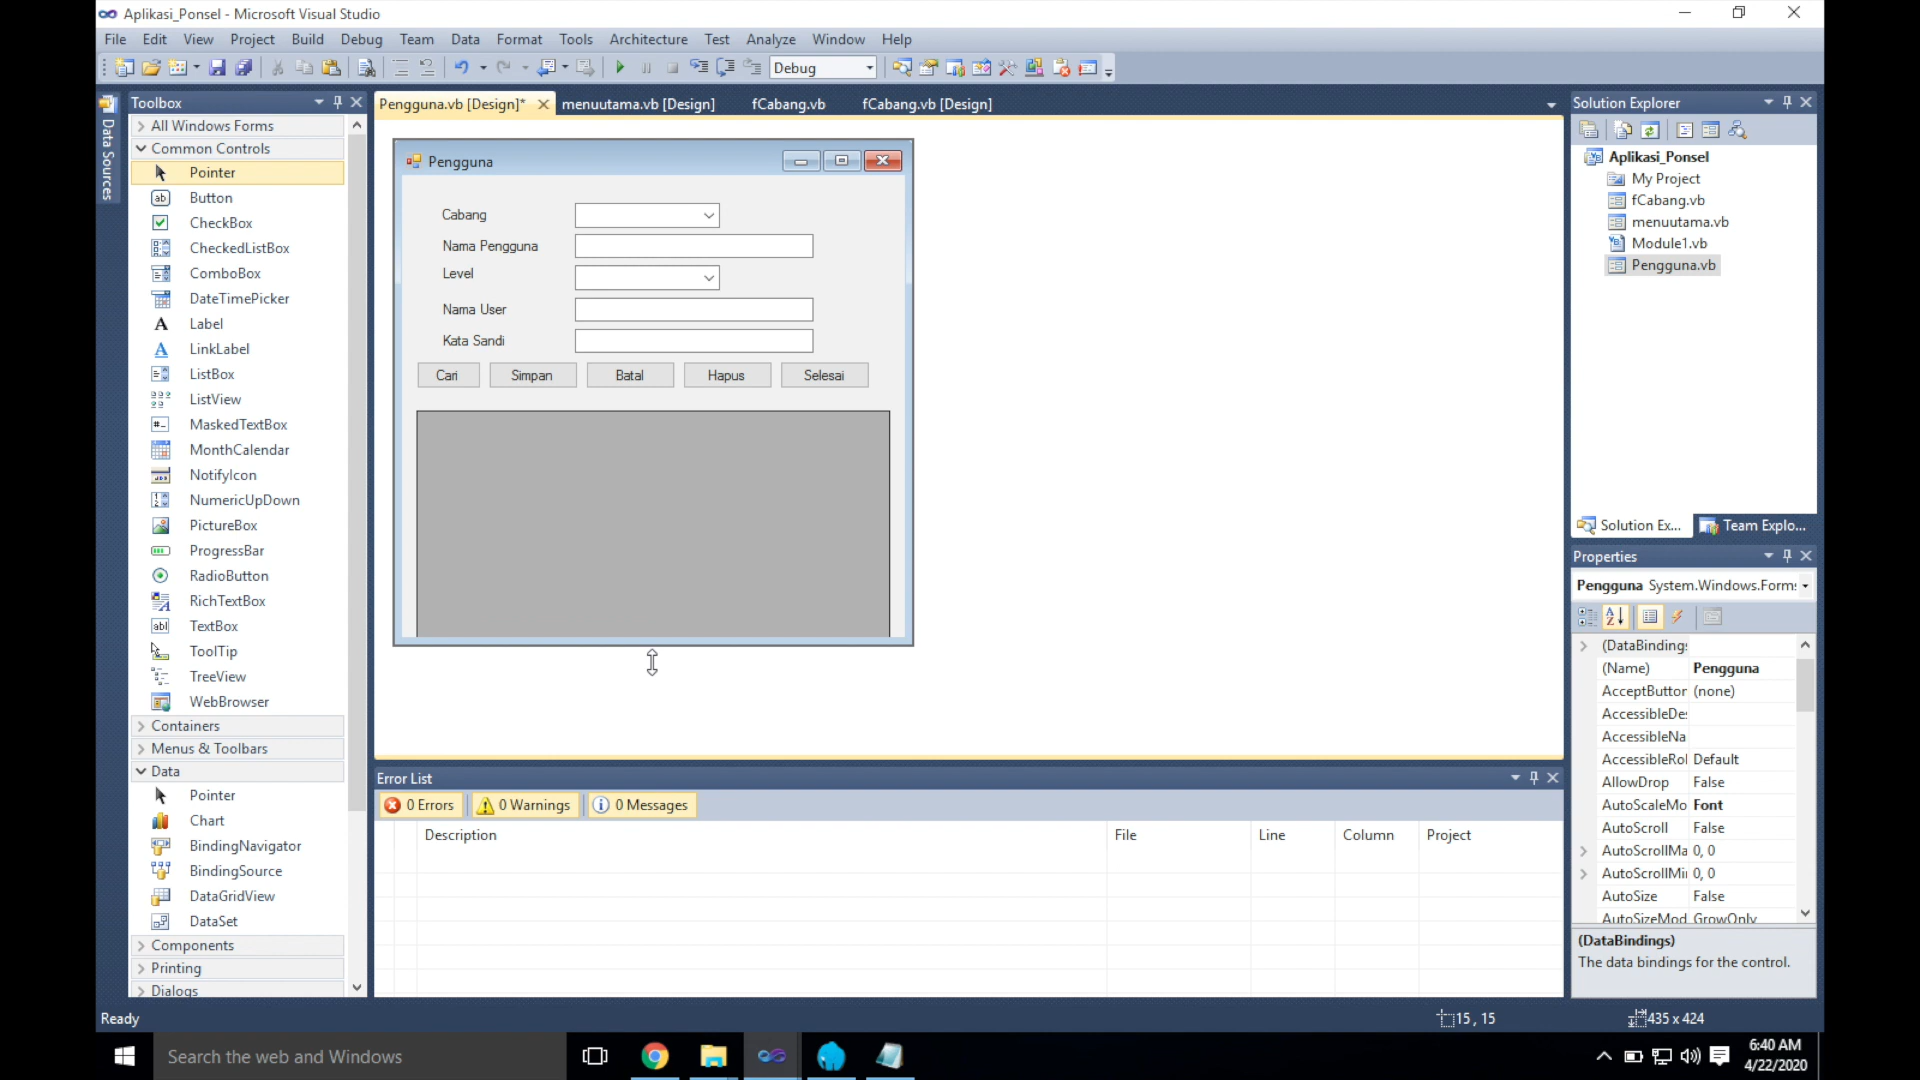 Aplikasi_Ponsel - Microsoft Visual Studio
File Edit View Project Build Debug Team Data Format Tools Architecture Test Analyze Window Help
Debug
Data Sources
Toolbox
All Windows Forms
Common Controls
Pointer
Button
CheckBox
CheckedListBox
ComboBox
DateTimePicker
Label
LinkLabel
ListBox
ListView
MaskedTextBox
MonthCalendar
NotifyIcon
NumericUpDown
PictureBox
ProgressBar
RadioButton
RichTextBox
TextBox
ToolTip
TreeView
WebBrowser
Containers
Menus & Toolbars
Data
Pointer
Chart
BindingNavigator
BindingSource
DataGridView
DataSet
Components
Printing
Dialogs
Pengguna.vb [Design]* menuutama.vb [Design] fCabang.vb fCabang.vb [Design]
Pengguna
Cabang
Nama Pengguna
Level
Nama User
Kata Sandi
Cari Simpan Batal Hapus Selesai
Error List
0 Errors 0 Warnings 0 Messages
Description File Line Column Project
Solution Explorer
Aplikasi_Ponsel
My Project
fCabang.vb
menuutama.vb
Module1.vb
Pengguna.vb
Solution Ex... Team Explo...
Properties
Pengguna System.Windows.Form:
(DataBinding:
(Name) Pengguna
AcceptButton (none)
AccessibleDe:
AccessibleNa
AccessibleRol Default
AllowDrop False
AutoScaleMo Font
AutoScroll False
AutoScrollMa 0, 0
AutoScrollMi 0, 0
AutoSize False
AutoSizeMod GrowOnly
(DataBindings)
The data bindings for the control.
Ready 15 , 15 435 x 424
Search the web and Windows
6:40 AM
4/22/2020